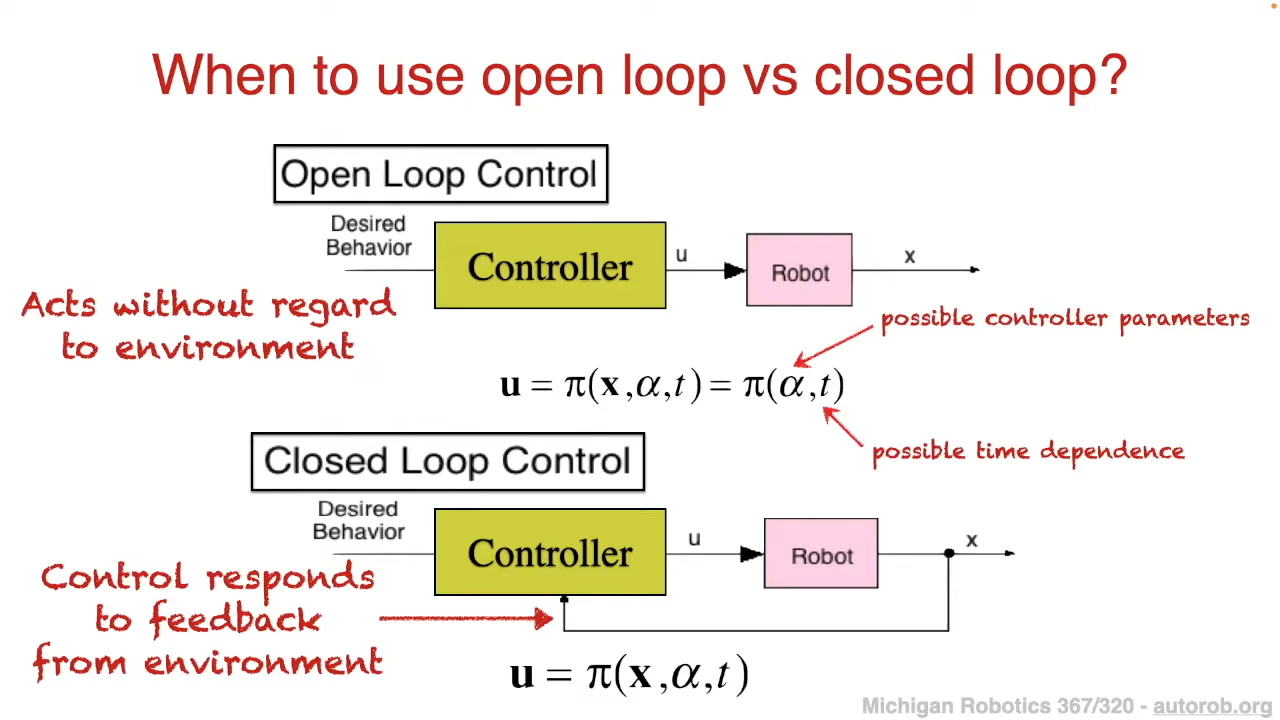 When to use open loop vs closed loop?
Open Loop Control
Desired
Behavior
Controller
u
Robot
x
Acts without regard
to environment
possible controller parameters
u = π(x,α,t) = π(α,t)
possible time dependence
Closed Loop Control
Desired
Behavior
Controller
u
Robot
x
Control responds
to feedback
from environment
u = π(x,α,t)
Michigan Robotics 367/320 - autorob.org